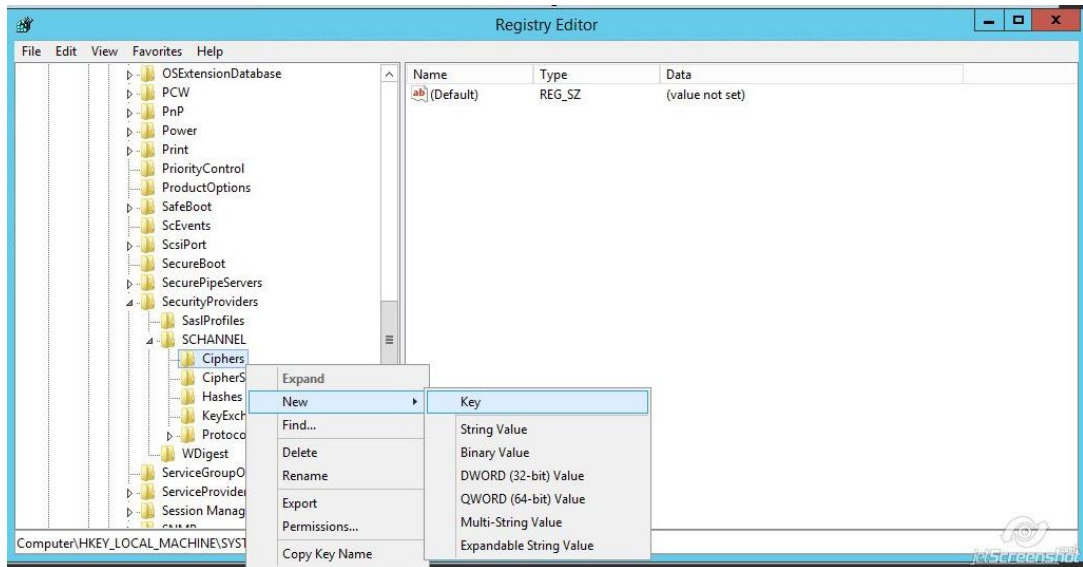 Registry Editor
File Edit View Favorites Help
OSExtensionDatabase
PCW
PnP
Power
Print
PriorityControl
ProductOptions
SafeBoot
ScEvents
ScsiPort
SecureBoot
SecurePipeServers
SecurityProviders
SaslProfiles
SCHANNEL
Ciphers
CipherS
Hashes
KeyExch
Protoco
WDigest
ServiceGroupO
ServiceProvider
Session Manag
Name Type Data
ab (Default) REG_SZ (value not set)
Expand
New
Find...
Delete
Rename
Export
Permissions...
Copy Key Name
Key
String Value
Binary Value
DWORD (32-bit) Value
QWORD (64-bit) Value
Multi-String Value
Expandable String Value
Computer\HKEY_LOCAL_MACHINE\SYST
jetScreenshot